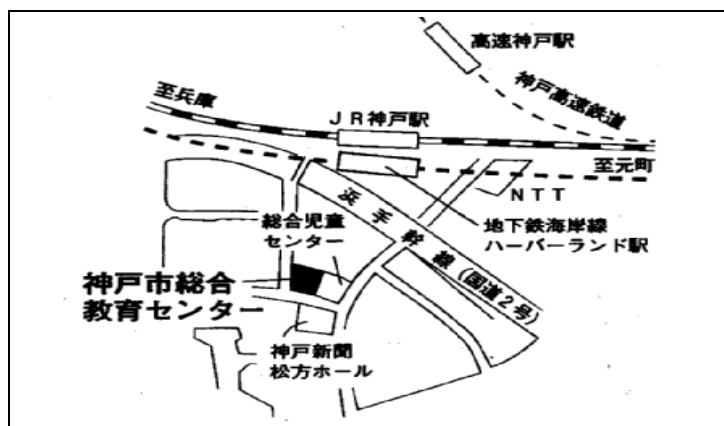 高速神戸駅
神戸高速鉄道
至兵庫
JR神戸駅
至元町
NTT
地下鉄海岸線
ハーバーランド駅
浜手幹線(国道2号)
総合児童
センター
神戸市総合
教育センター
神戸新聞
松方ホール